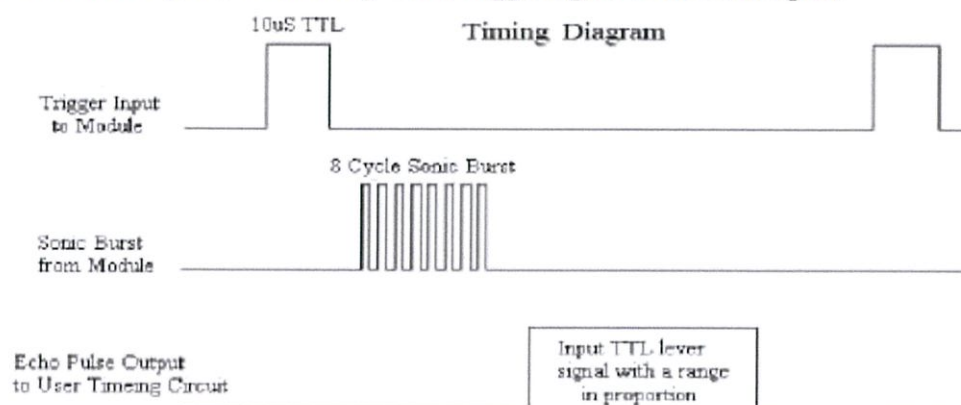 10uS TTL
Timing Diagram
Trigger Input
to Module
8 Cycle Sonic Burst
Sonic Burst
from Module
Input TTL lever
signal with a range
in proportion
Echo Pulse Output
to User Timeing Circuit